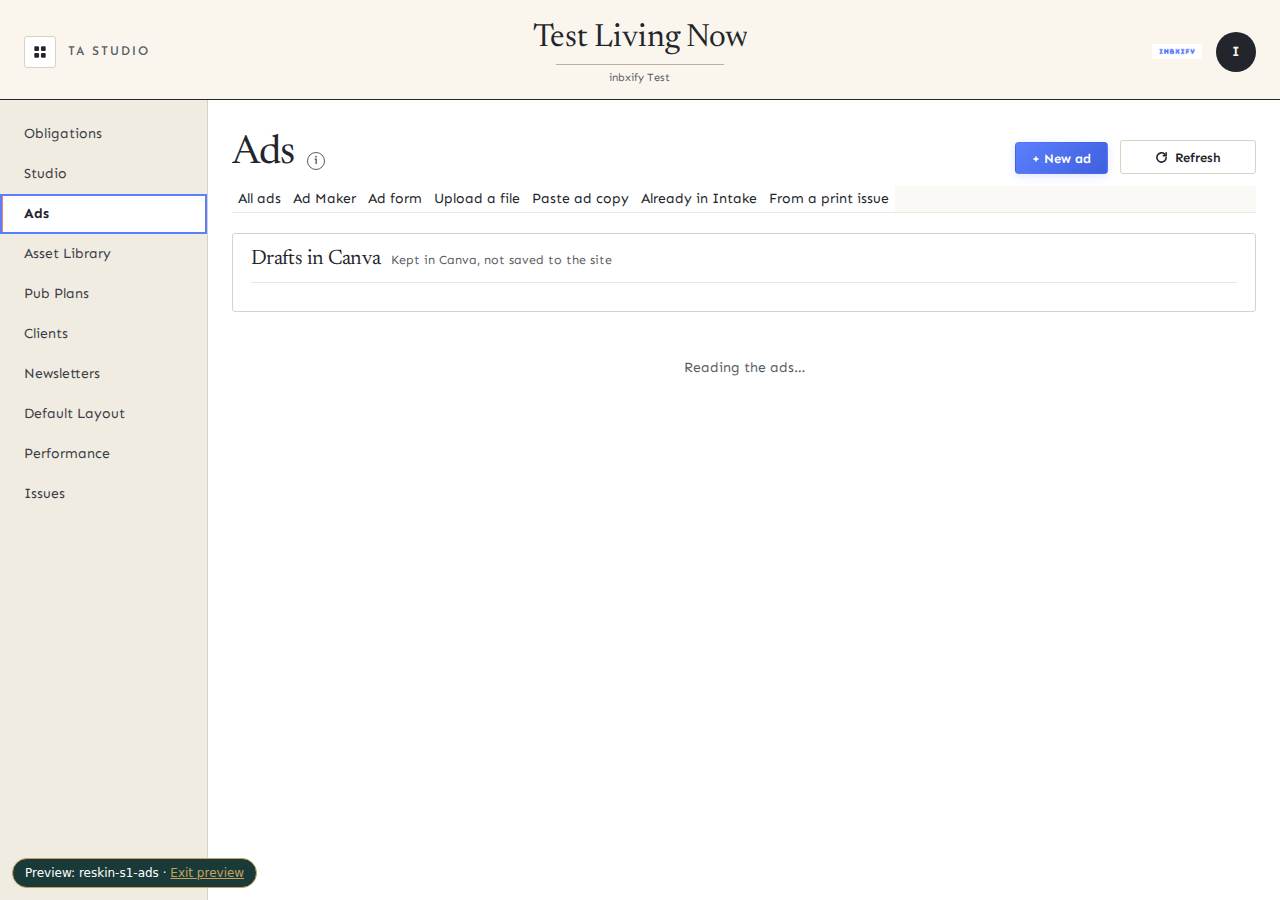 TA STUDIO
Test Living Now
inbxify Test
INBXIFY
I
Obligations
Studio
Ads
Asset Library
Pub Plans
Clients
Newsletters
Default Layout
Performance
Issues
Ads i
+ New ad
Refresh
All ads Ad Maker Ad form Upload a file Paste ad copy Already in Intake From a print issue
Drafts in Canva Kept in Canva, not saved to the site
Reading the ads...
Preview: reskin-s1-ads · Exit preview